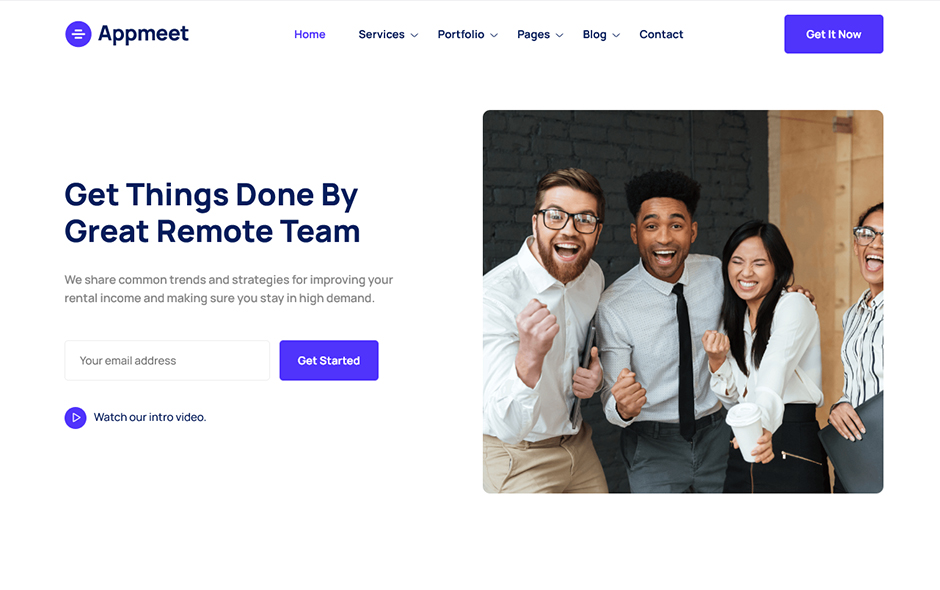 Appmeet
Home Services Portfolio Pages Blog Contact
Get It Now
Get Things Done By
Great Remote Team
We share common trends and strategies for improving your
rental income and making sure you stay in high demand.
Your email address
Get Started
Watch our intro video.